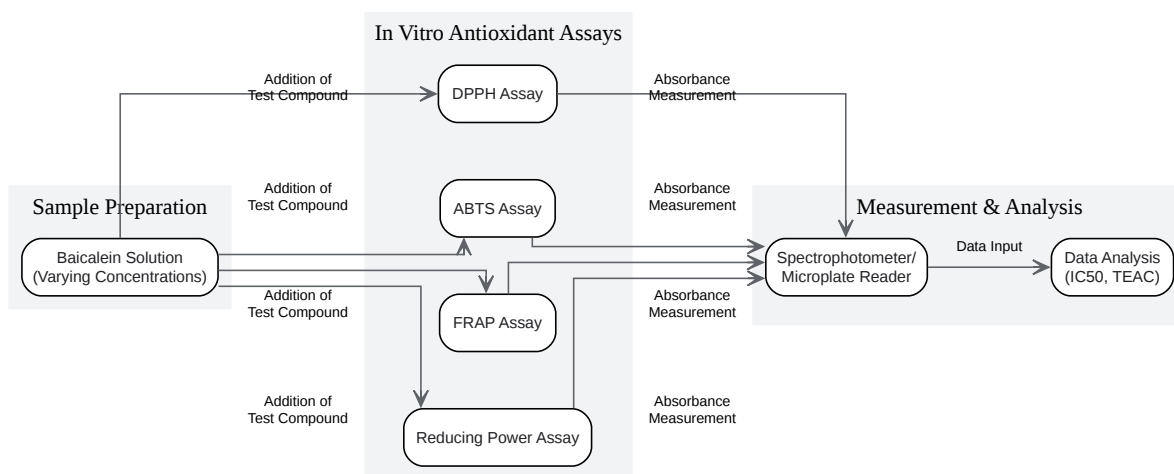 In Vitro Antioxidant Assays
Addition of
Test Compound
DPPH Assay
Absorbance
Measurement
Sample Preparation
Addition of
Test Compound
ABTS Assay
Absorbance
Measurement
Measurement & Analysis
Baicalein Solution
(Varying Concentrations)
Spectrophotometer/
Microplate Reader
Data Input
Data Analysis
(IC50, TEAC)
Addition of
Test Compound
FRAP Assay
Absorbance
Measurement
Addition of
Test Compound
Reducing Power Assay
Absorbance
Measurement